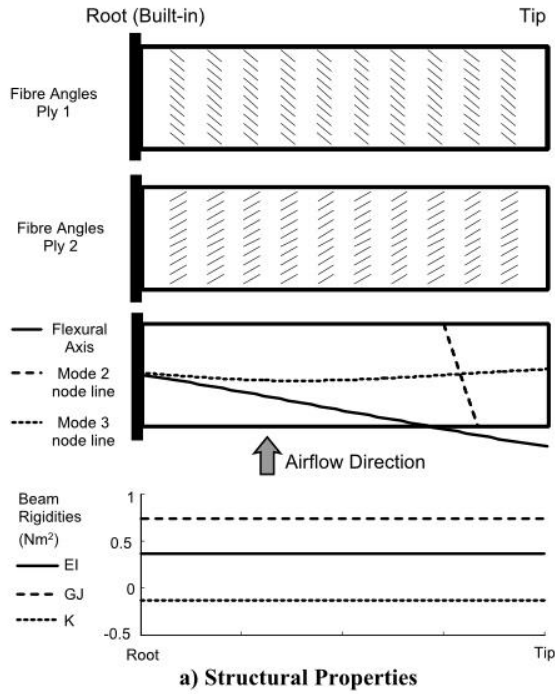 Root (Built-in) Tip
Fibre Angles
Ply 1
Fibre Angles
Ply 2
Flexural
Axis
Mode 2
node line
Mode 3
node line
Airflow Direction
Beam
Rigidities
(Nm²)
EI
GJ
K
1
0.5
0
-0.5
Root Tip
a) Structural Properties